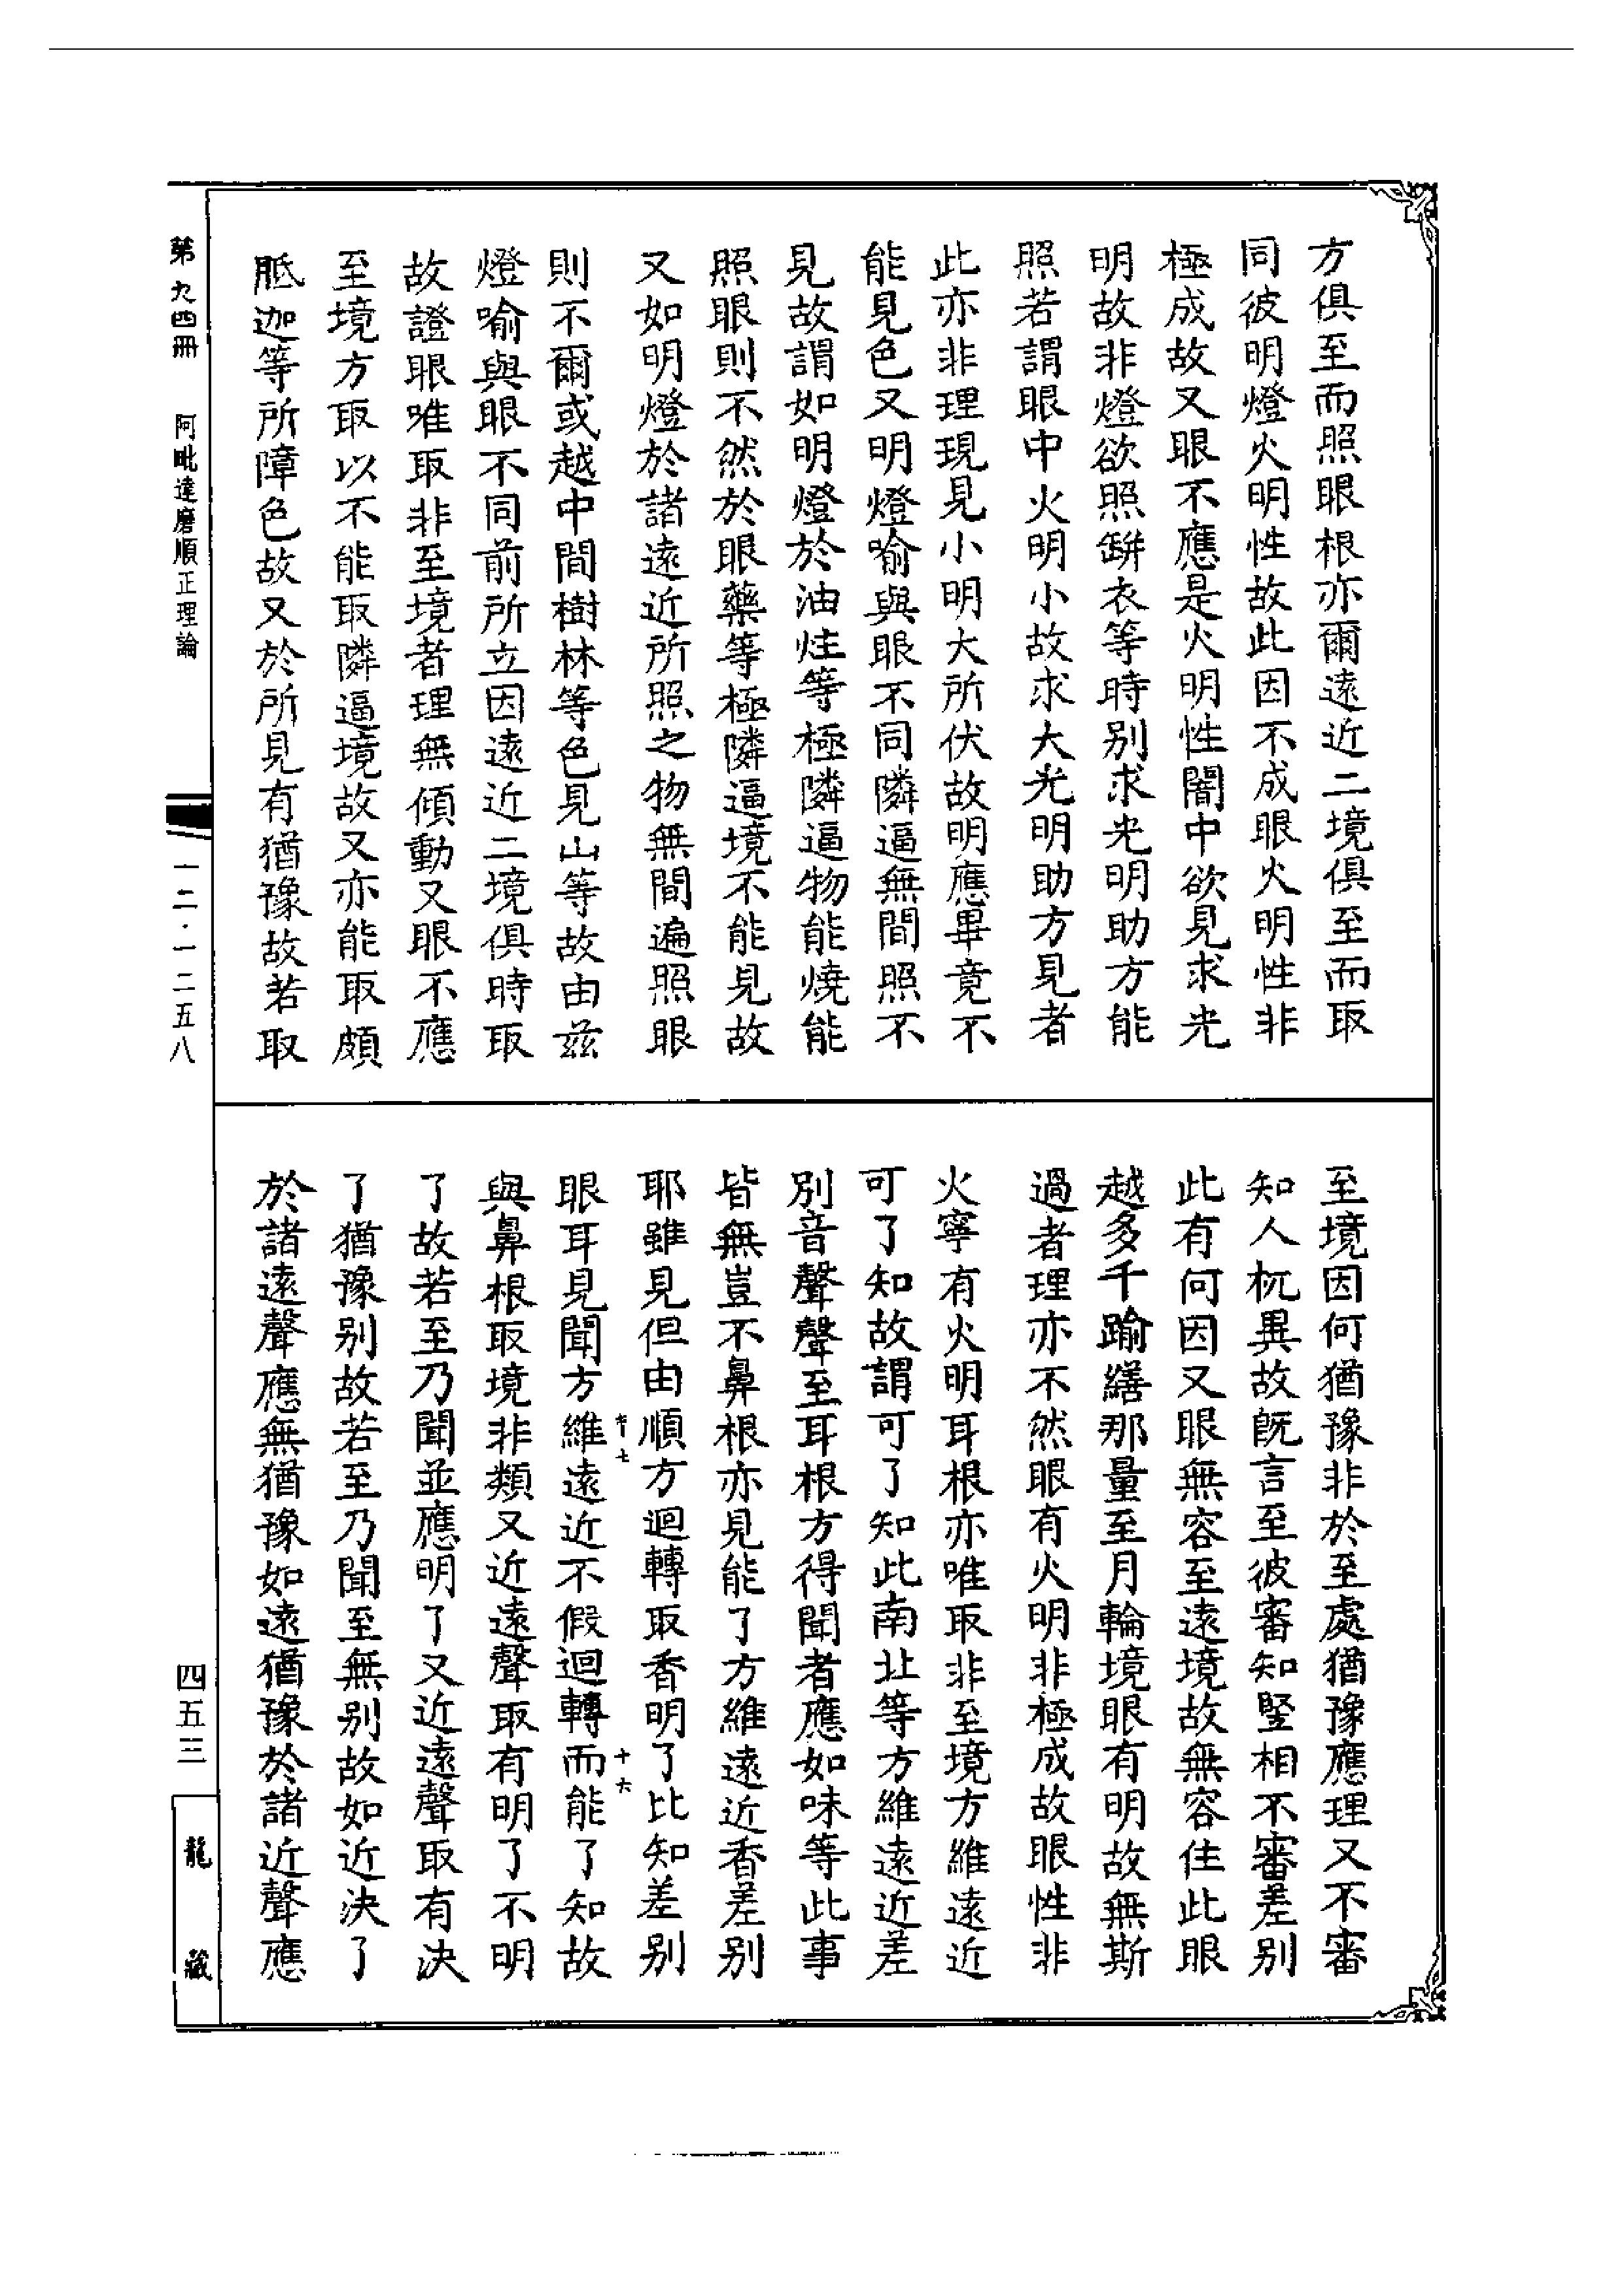 方俱至而照眼根亦爾遠近二境俱至而取
同彼明燈火明性故此因不成眼火明性非
極成故又眼不應是火明性闇中欲見求光
明故非燈欲照缾衣等時別求光明助方能
照若謂眼中火明小故求大光明助方見者
此亦非理現見小明大所伏故明應畢竟不
能見色又明燈喻與眼不同隣逼無間照不
見故謂如明燈於油炷等極隣逼物能燒能
照眼則不然於眼藥等極隣逼境不能見故
又如明燈於諸遠近所照之物無間遍照眼
則不爾或越中間樹林等色見山等故由茲
燈喻與眼不同前所立因遠近二境俱時取
故證眼唯取非至境者理無傾動又眼不應
至境方取以不能取隣逼境故又亦能取頗
胝迦等所障色故又於所見有猶豫故若取
至境因何猶豫非於至處猶豫應理又不審
知人杌異故既言至彼審知竪相不審差別
此有何因又眼無容至遠境故無容住此眼
越多千踰繕那量至月輪境眼有明故無斯
過者理亦不然眼有火明非極成故眼性非
火寧有火明耳根亦唯取非至境方維遠近
可了知故謂可了知此南北等方維遠近差
別音聲聲至耳根方得聞者應如味等此事
皆無豈不鼻根亦見能了方維遠近香差別
耶雖見但由順方迴轉取香明了比知差別
眼耳見聞方維遠近不假迴轉而能了知故
與鼻根取境非類又近遠聲取有明了不明
了故若至乃聞並應明了又近遠聲取有決
了猶豫別故若至乃聞至無別故如近決了
於諸遠聲應無猶豫如遠猶豫於諸近聲應
第九四冊
阿毗達磨順正理論
一二·一二五八
四五三
龍藏